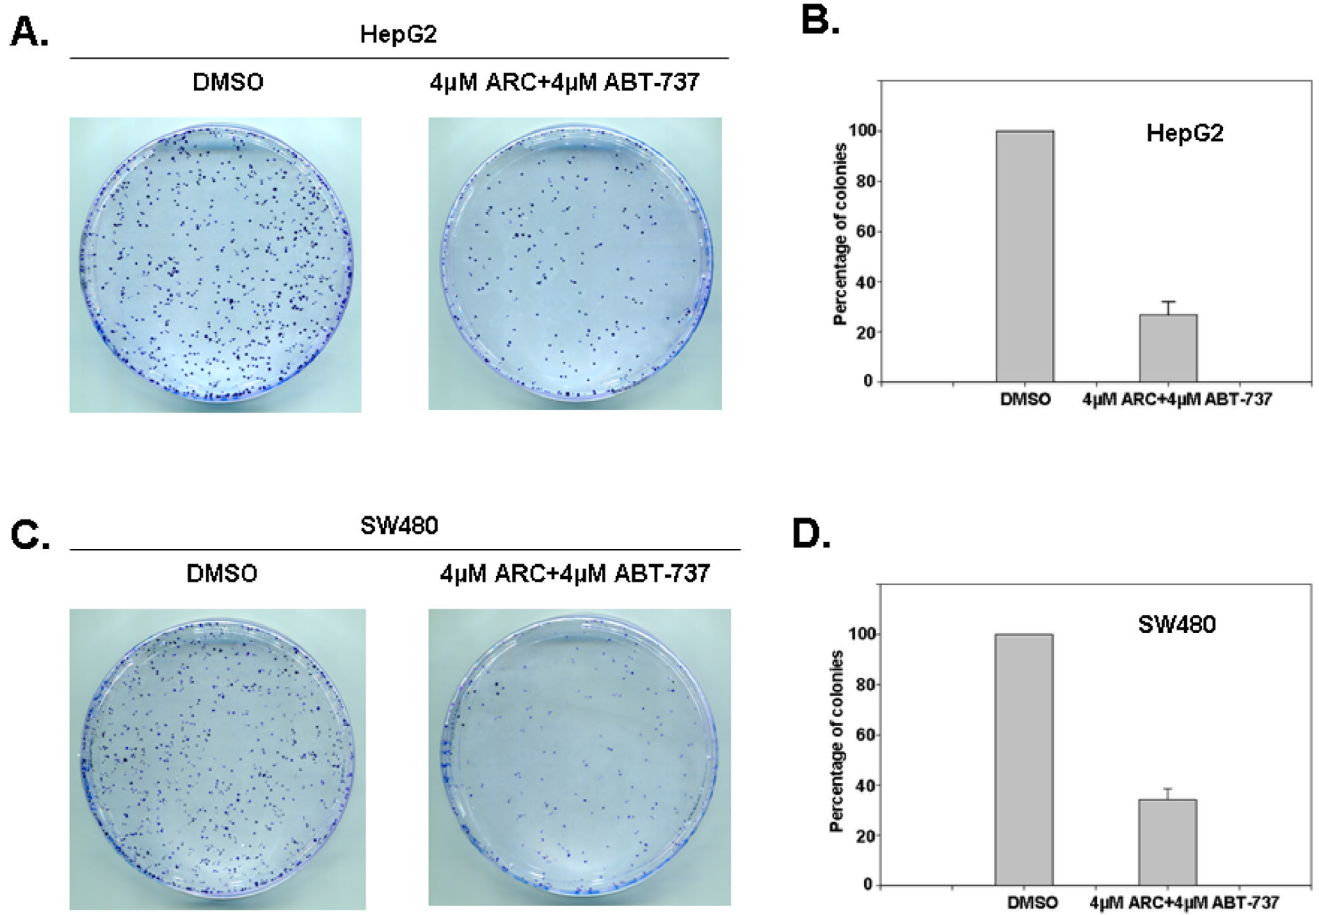 A.
HepG2
DMSO
4µM ARC+4µM ABT-737
B.
HepG2
Percentage of colonies
100
80
60
40
20
0
DMSO
4µM ARC+4µM ABT-737
C.
SW480
DMSO
4µM ARC+4µM ABT-737
D.
SW480
Percentage of colonies
100
80
60
40
20
0
DMSO
4µM ARC+4µM ABT-737